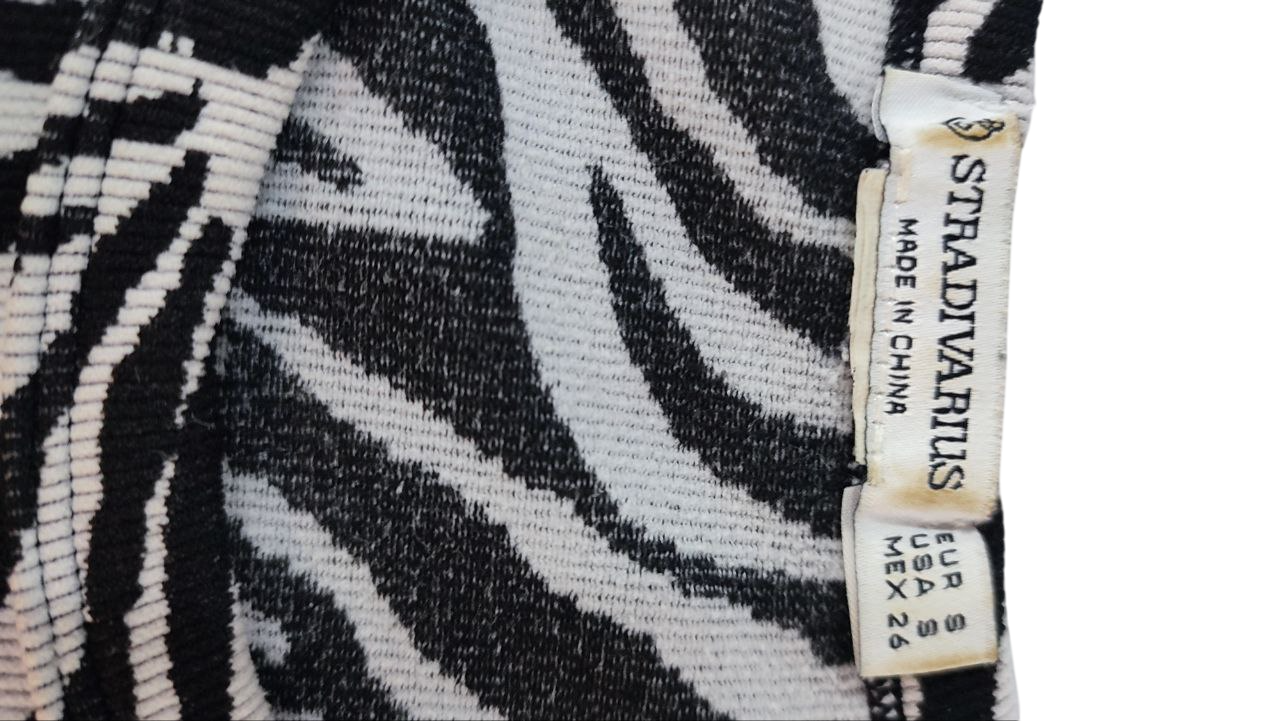 STRADIVARIUS
MADE IN CHINA
EUR S
USA S
MEX 26